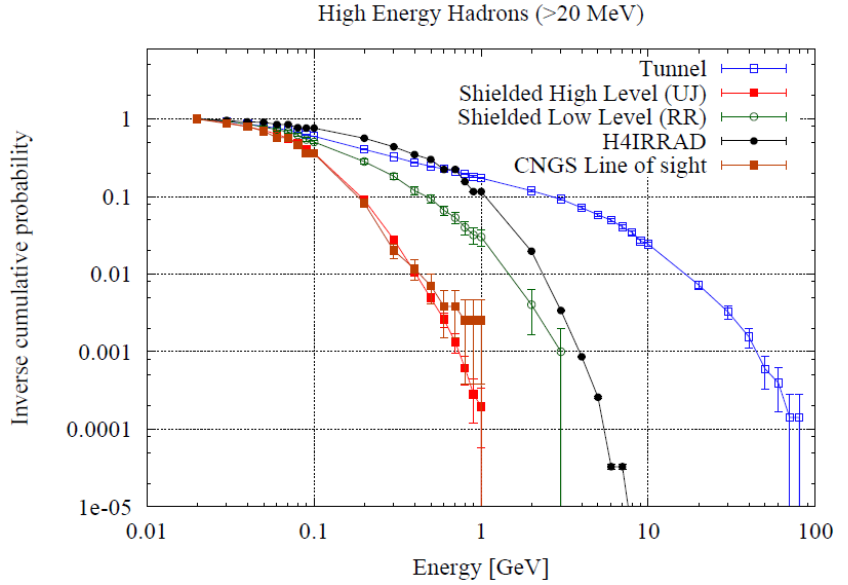 High Energy Hadrons (>20 MeV)
Tunnel
Shielded High Level (UJ)
Shielded Low Level (RR)
H4IRRAD
CNGS Line of sight
Inverse cumulative probability
1
0.1
0.01
0.001
0.0001
1e-05
0.01 0.1 1 10 100
Energy [GeV]